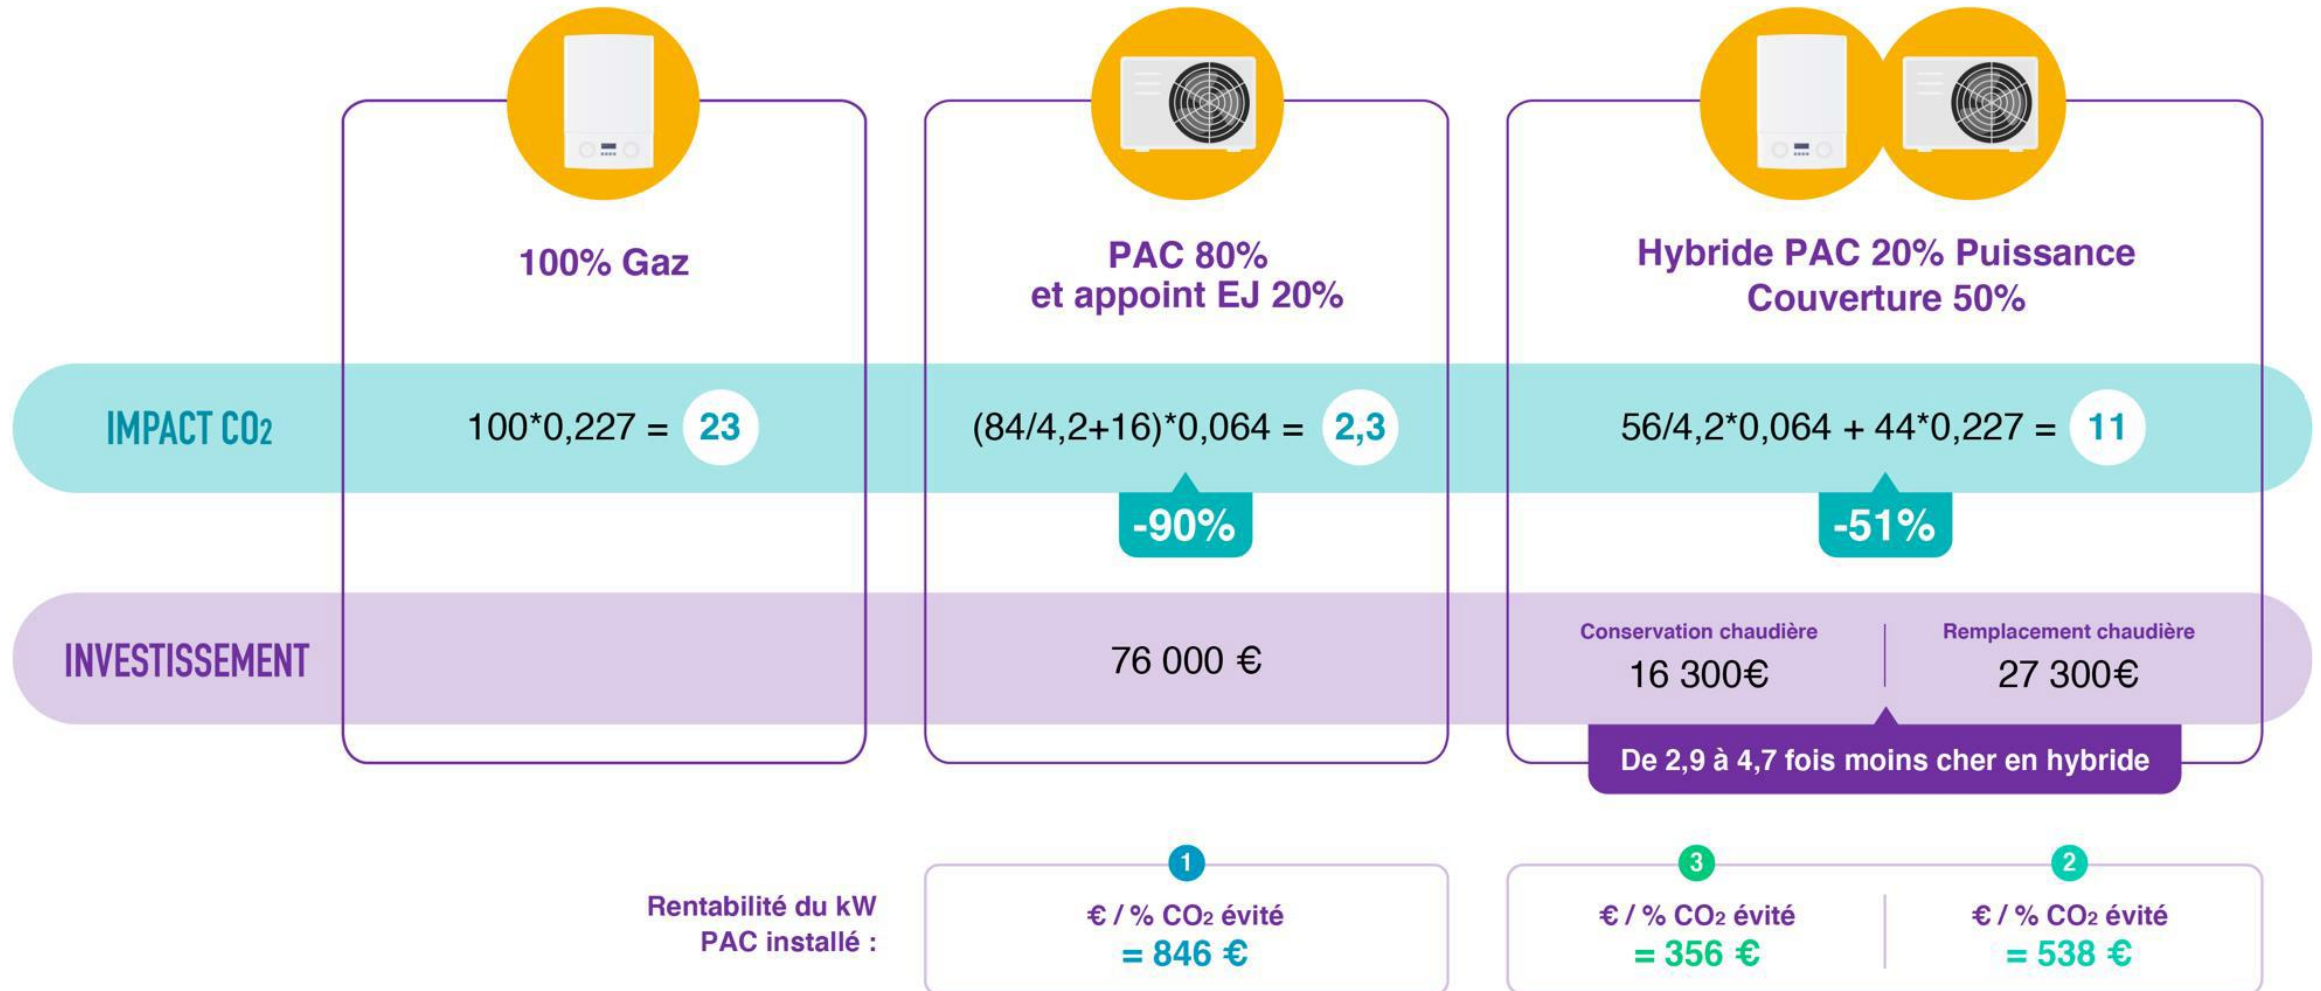 100% Gaz
PAC 80%
et appoint EJ 20%
Hybride PAC 20% Puissance
Couverture 50%
IMPACT CO2
100*0,227 = 23
(84/4,2+16)*0,064 = 2,3
56/4,2*0,064 + 44*0,227 = 11
-90%
-51%
INVESTISSEMENT
76 000 €
Conservation chaudière
16 300€
Remplacement chaudière
27 300€
De 2,9 à 4,7 fois moins cher en hybride
Rentabilité du kW
PAC installé :
1
€ / % CO2 évité
= 846 €
3
€ / % CO2 évité
= 356 €
2
€ / % CO2 évité
= 538 €